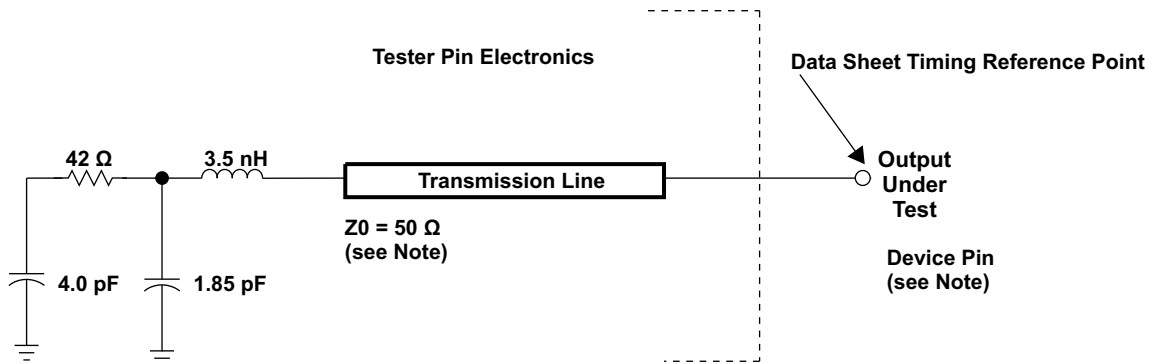 Tester Pin Electronics
Data Sheet Timing Reference Point
42 Ω
3.5 nH
Transmission Line
Output
Under
Test
Z0 = 50 Ω
(see Note)
Device Pin
(see Note)
4.0 pF
1.85 pF